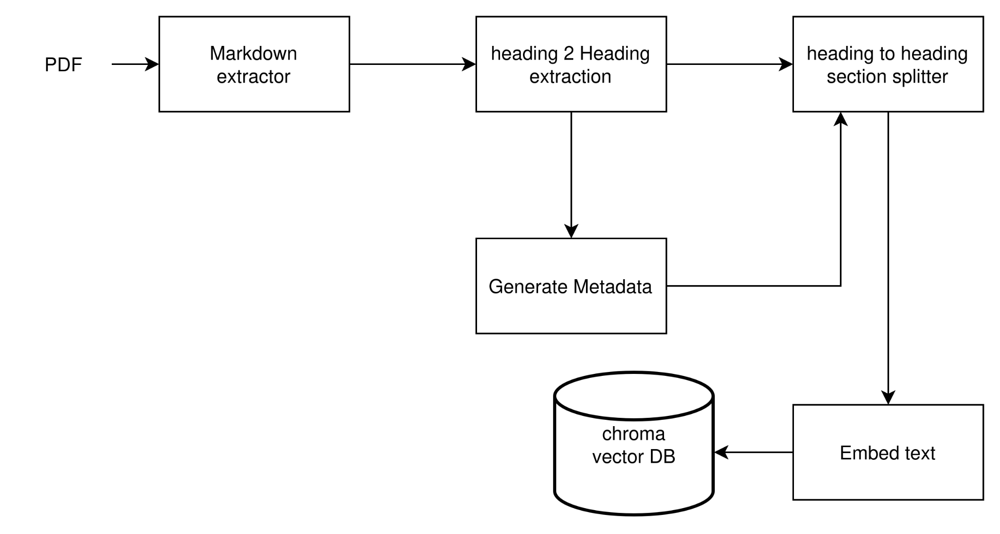 PDF
Markdown
extractor
heading 2 Heading
extraction
heading to heading
section splitter
Generate Metadata
chroma
vector DB
Embed text